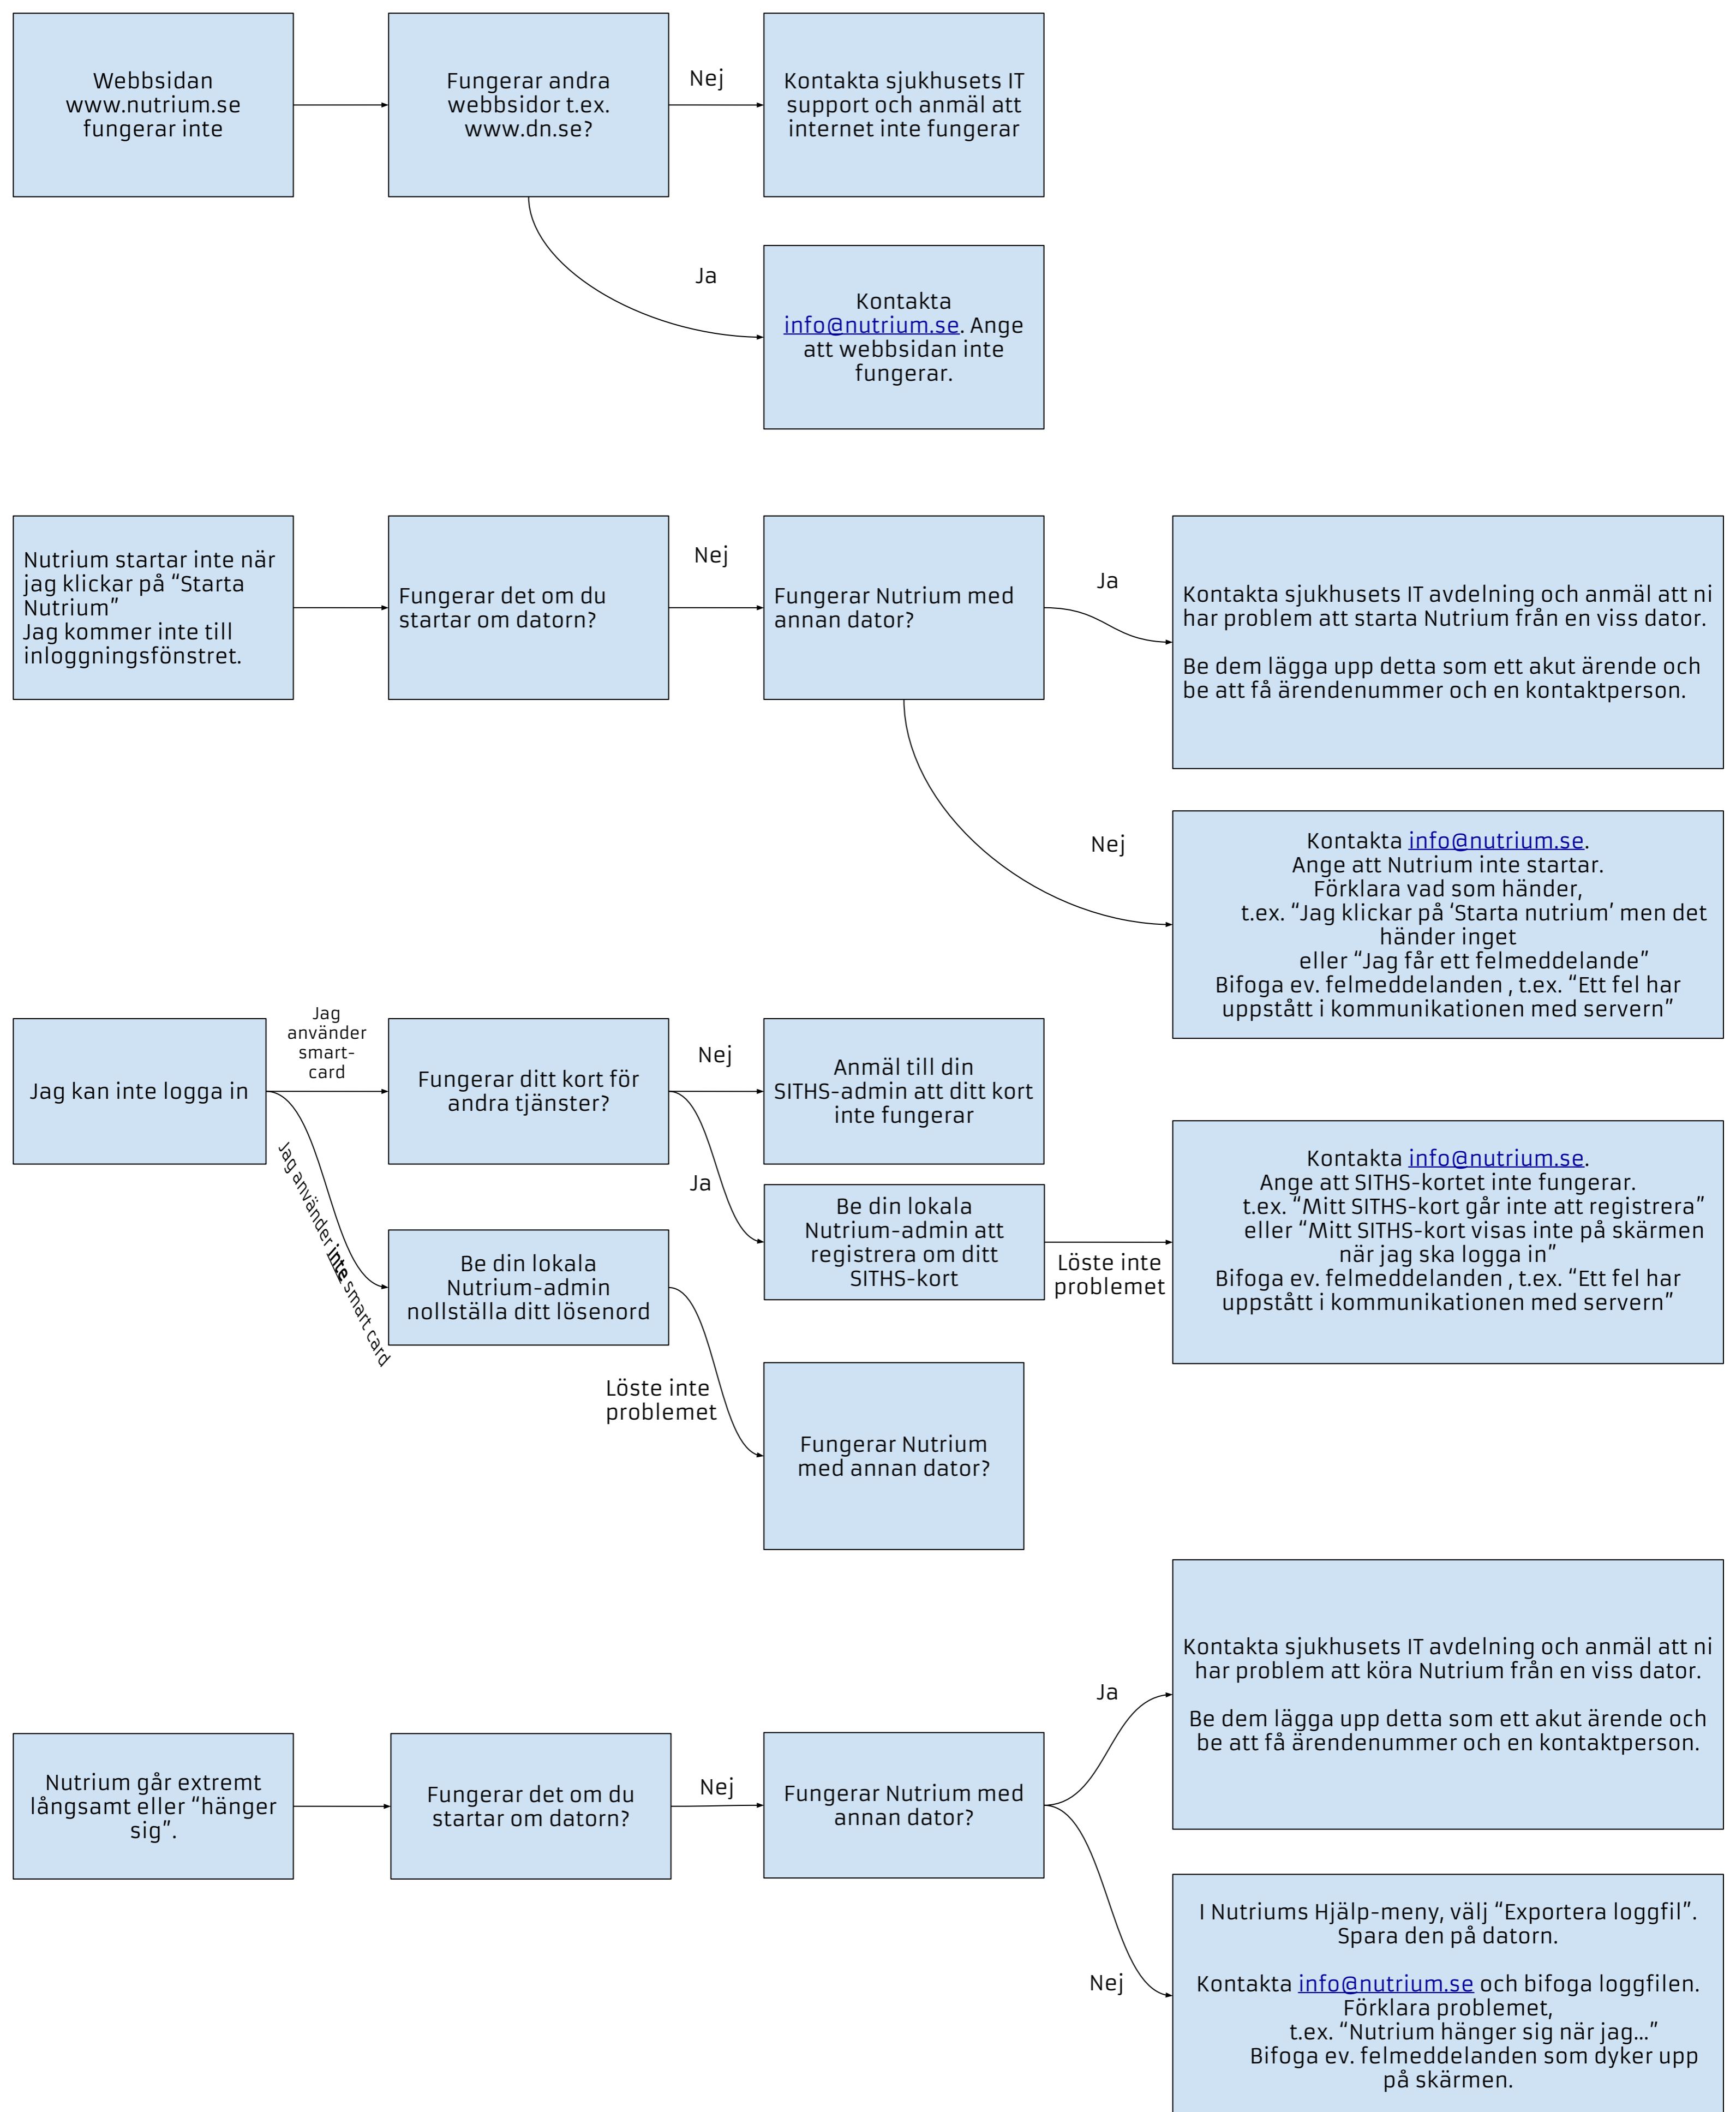 Webbsidan
www.nutrium.se
fungerar inte
Fungerar andra
webbsidor t.ex.
www.dn.se?
Nej
Kontakta sjukhusets IT
support och anmäl att
internet inte fungerar
Ja
Kontakta
info@nutrium.se. Ange
att webbsidan inte
fungerar.
Nutrium startar inte när
jag klickar på “Starta
Nutrium”
Jag kommer inte till
inloggningsfönstret.
Fungerar det om du
startar om datorn?
Nej
Fungerar Nutrium med
annan dator?
Ja
Kontakta sjukhusets IT avdelning och anmäl att ni
har problem att starta Nutrium från en viss dator.
Be dem lägga upp detta som ett akut ärende och
be att få ärendenummer och en kontaktperson.
Nej
Kontakta info@nutrium.se.
Ange att Nutrium inte startar.
Förklara vad som händer,
t.ex. “Jag klickar på ‘Starta nutrium’ men det
händer inget
eller “Jag får ett felmeddelande”
Bifoga ev. felmeddelanden , t.ex. “Ett fel har
uppstått i kommunikationen med servern”
Jag kan inte logga in
Jag
använder
smart-
card
Fungerar ditt kort för
andra tjänster?
Nej
Anmäl till din
SITHS-admin att ditt kort
inte fungerar
Ja
Be din lokala
Nutrium-admin att
registrera om ditt
SITHS-kort
Löste inte
problemet
Kontakta info@nutrium.se.
Ange att SITHS-kortet inte fungerar.
t.ex. “Mitt SITHS-kort går inte att registrera”
eller “Mitt SITHS-kort visas inte på skärmen
när jag ska logga in”
Bifoga ev. felmeddelanden , t.ex. “Ett fel har
uppstått i kommunikationen med servern”
Jag använder inte smart card
Be din lokala
Nutrium-admin
nollställa ditt lösenord
Löste inte
problemet
Fungerar Nutrium
med annan dator?
Nutrium går extremt
långsamt eller “hänger
sig”.
Fungerar det om du
startar om datorn?
Nej
Fungerar Nutrium med
annan dator?
Ja
Kontakta sjukhusets IT avdelning och anmäl att ni
har problem att köra Nutrium från en viss dator.
Be dem lägga upp detta som ett akut ärende och
be att få ärendenummer och en kontaktperson.
Nej
I Nutriums Hjälp-meny, välj “Exportera loggfil”.
Spara den på datorn.
Kontakta info@nutrium.se och bifoga loggfilen.
Förklara problemet,
t.ex. “Nutrium hänger sig när jag...”
Bifoga ev. felmeddelanden som dyker upp
på skärmen.